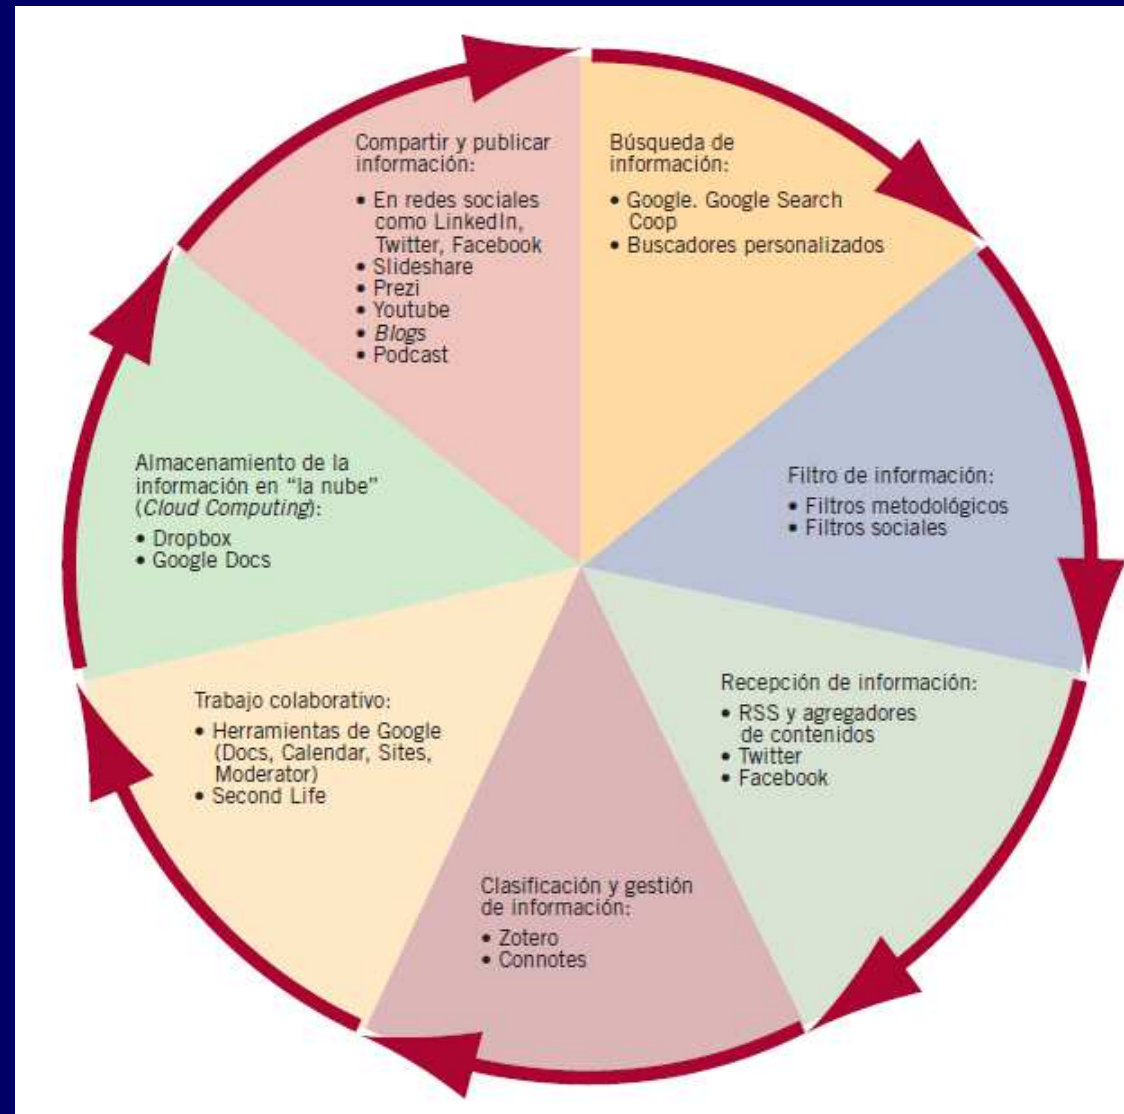 Compartir y publicar
información:
• En redes sociales
como LinkedIn,
Twitter, Facebook
• Slideshare
• Prezi
• Youtube
• Blogs
• Podcast
Búsqueda de
información:
• Google. Google Search
Coop
• Buscadores personalizados
Filtro de información:
• Filtros metodológicos
• Filtros sociales
Recepción de información:
• RSS y agregadores
de contenidos
• Twitter
• Facebook
Clasificación y gestión
de información:
• Zotero
• Connotes
Trabajo colaborativo:
• Herramientas de Google
(Docs, Calendar, Sites,
Moderator)
• Second Life
Almacenamiento de la
información en “la nube”
(Cloud Computing):
• Dropbox
• Google Docs